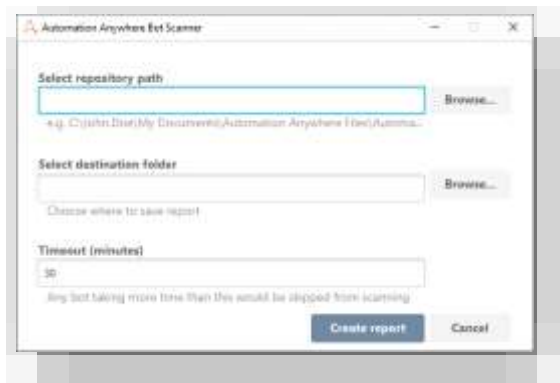 Automation Anywhere Bot Scanner
Select repository path
Browse...
e.g. C:\John.Doe\My Documents\Automation Anywhere Files\Automa...
Select destination folder
Browse...
Choose where to save report
Timeout (minutes)
30
Any bot taking more time than this would be skipped from scanning
Create report
Cancel